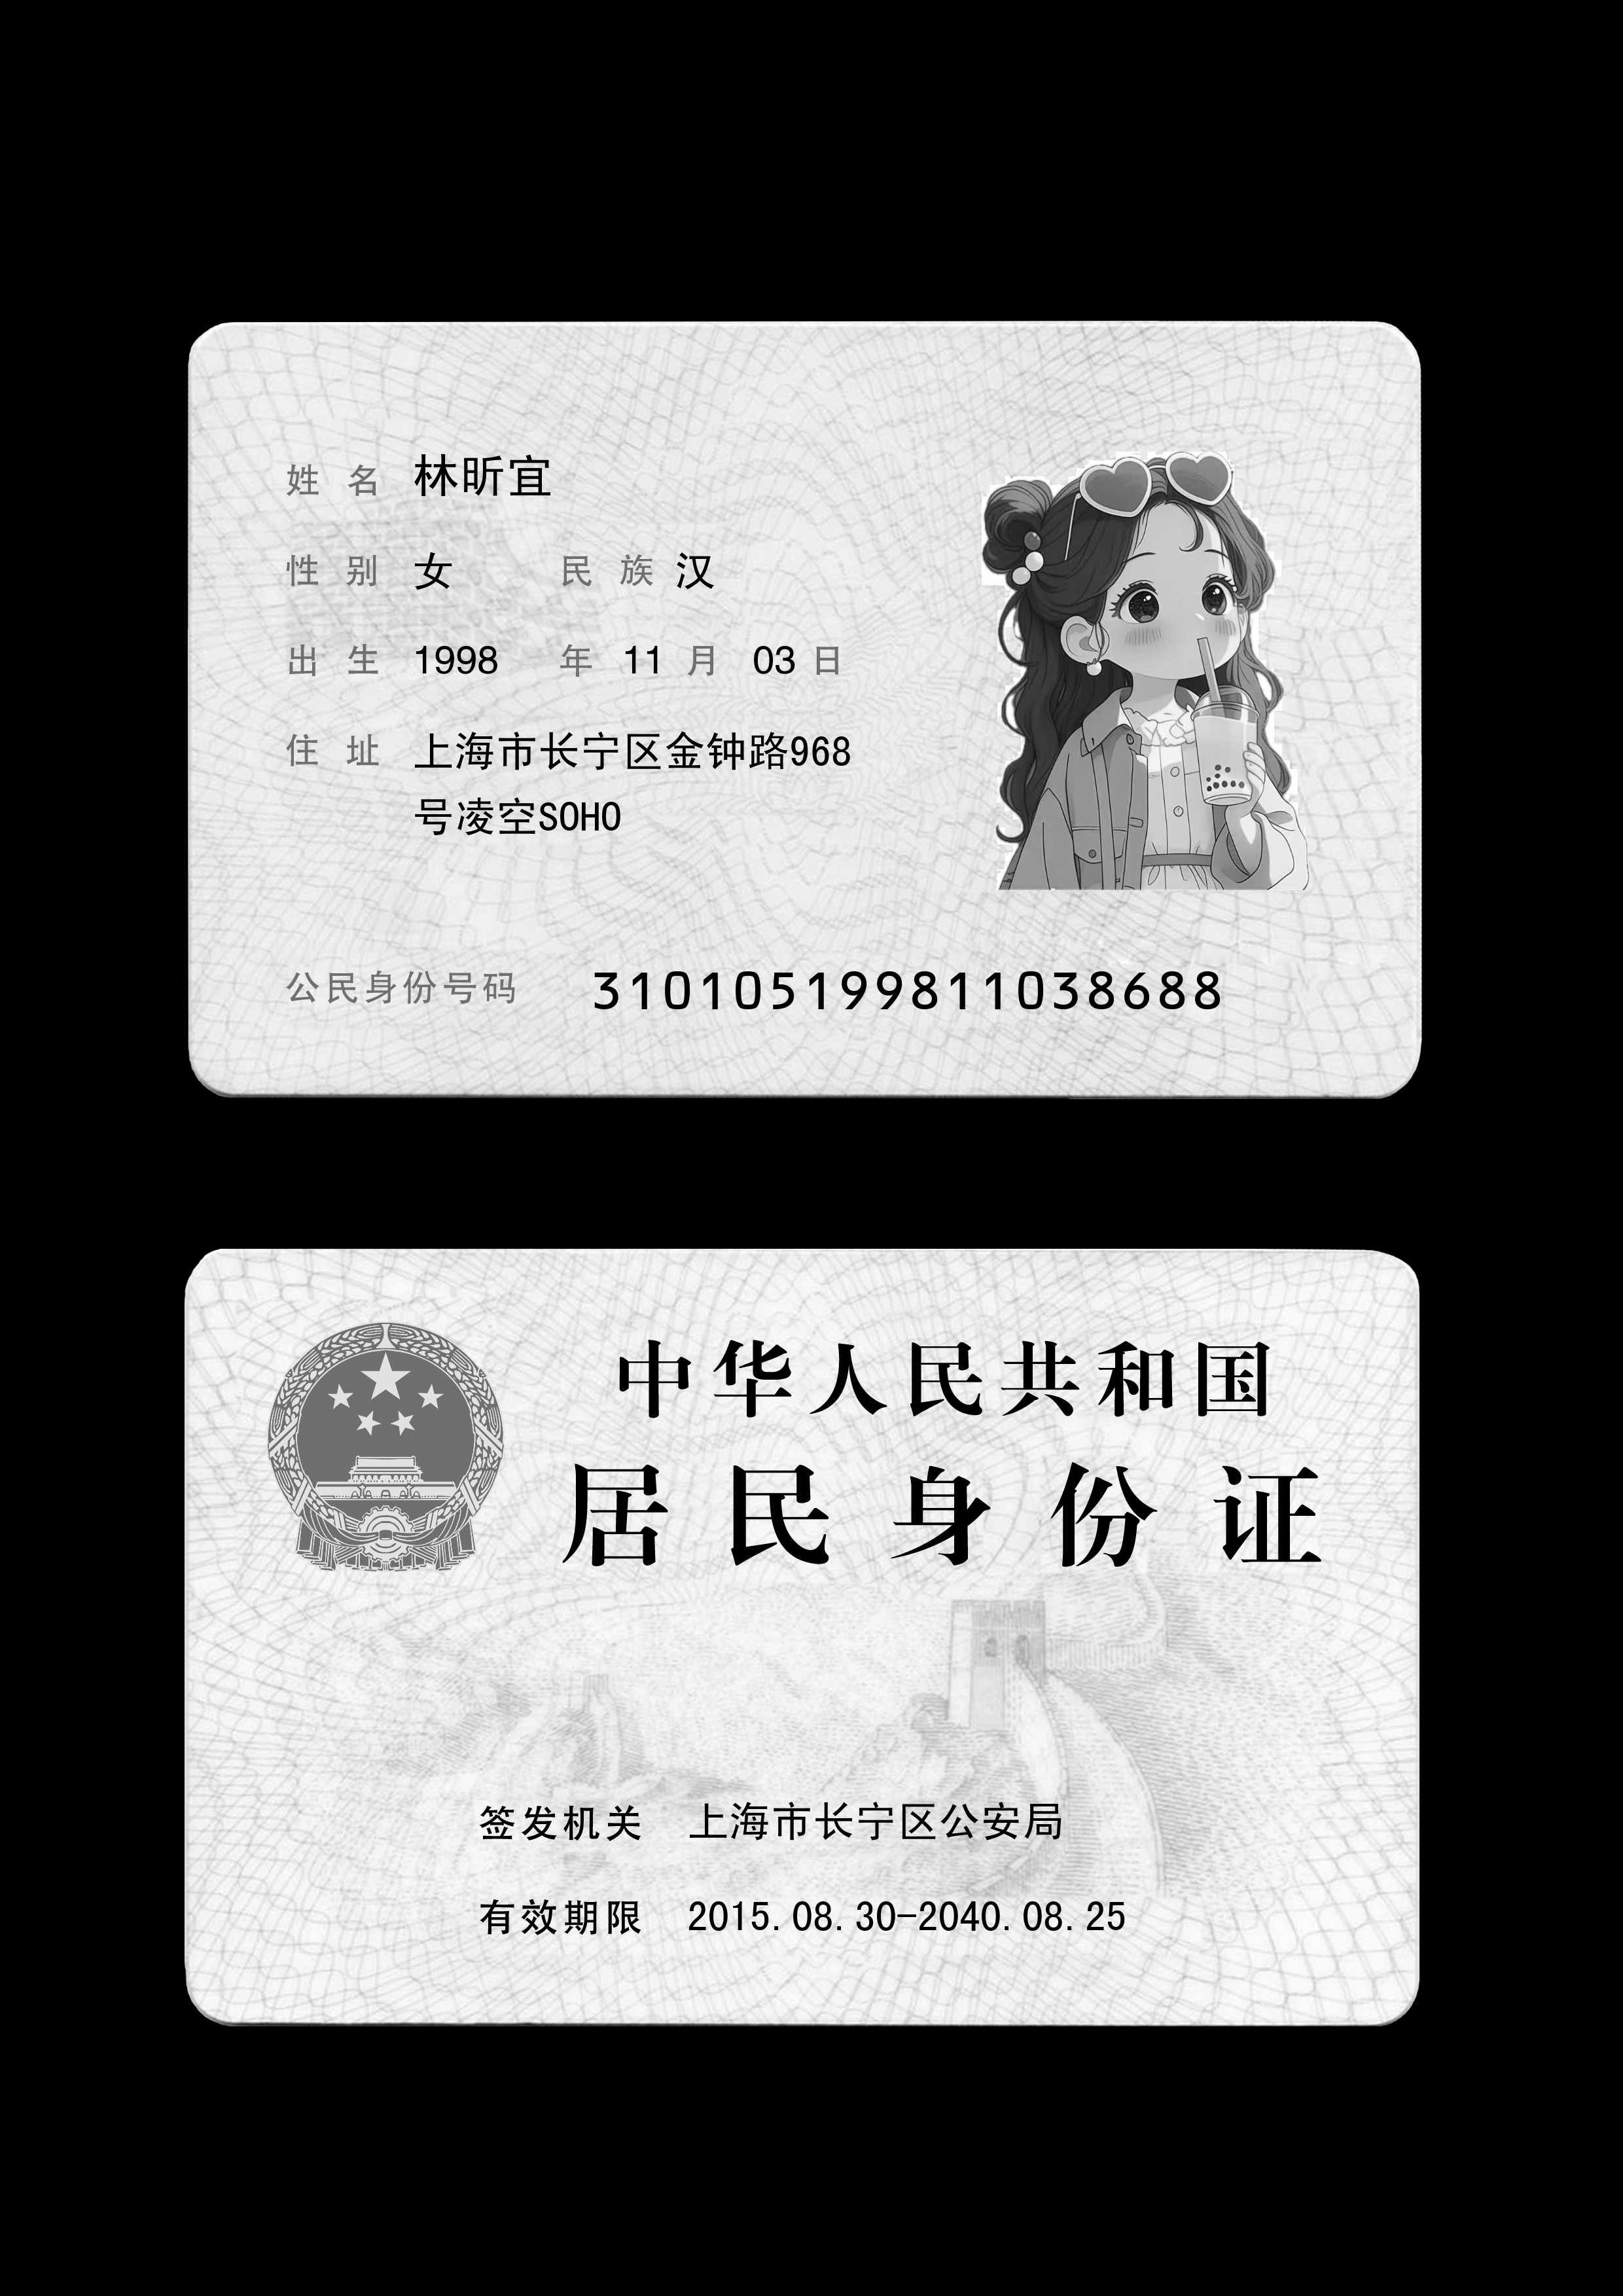 姓名 林昕宜
性别 女 民族 汉
出生 1998 年 11 月 03 日
住址 上海市长宁区金钟路968
号凌空SOHO
公民身份号码 310105199811038688
中华人民共和国
居民身份证
签发机关 上海市长宁区公安局
有效期限 2015.08.30-2040.08.25